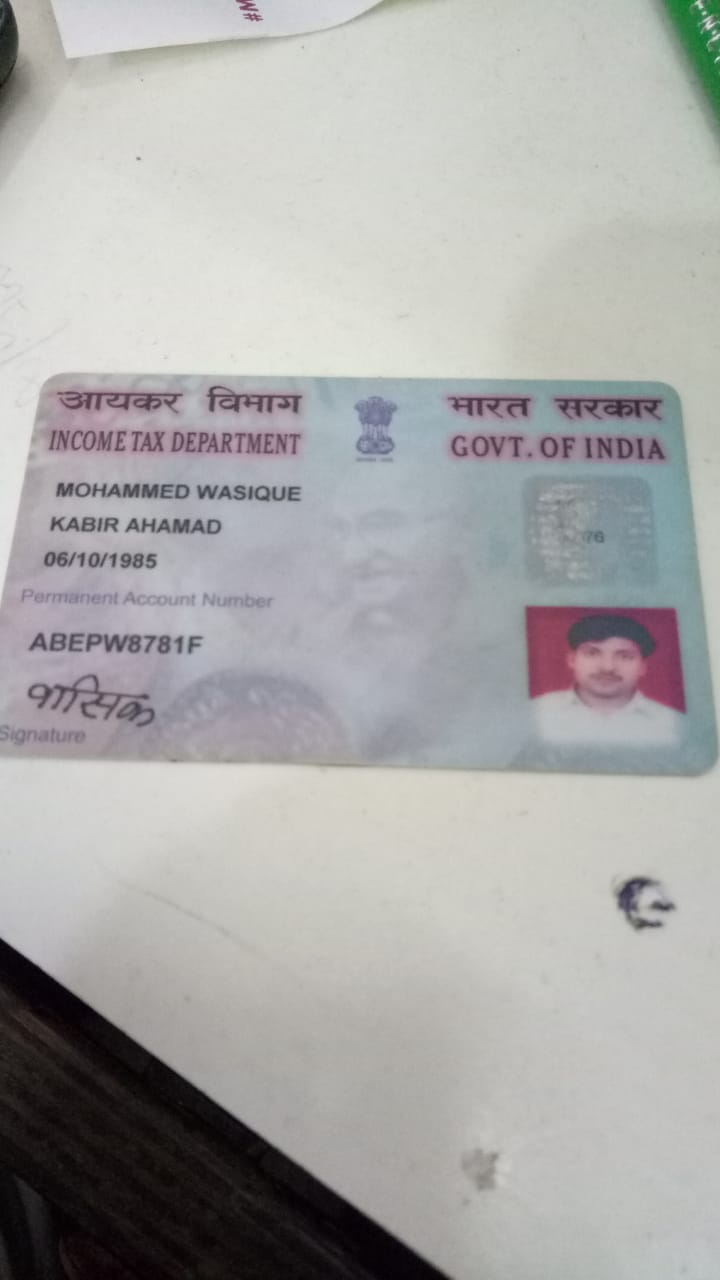 आयकर विभाग
INCOME TAX DEPARTMENT
भारत सरकार
GOVT. OF INDIA
MOHAMMED WASIQUE
KABIR AHAMAD
06/10/1985
Permanent Account Number
ABEPW8781F
वासिक
Signature